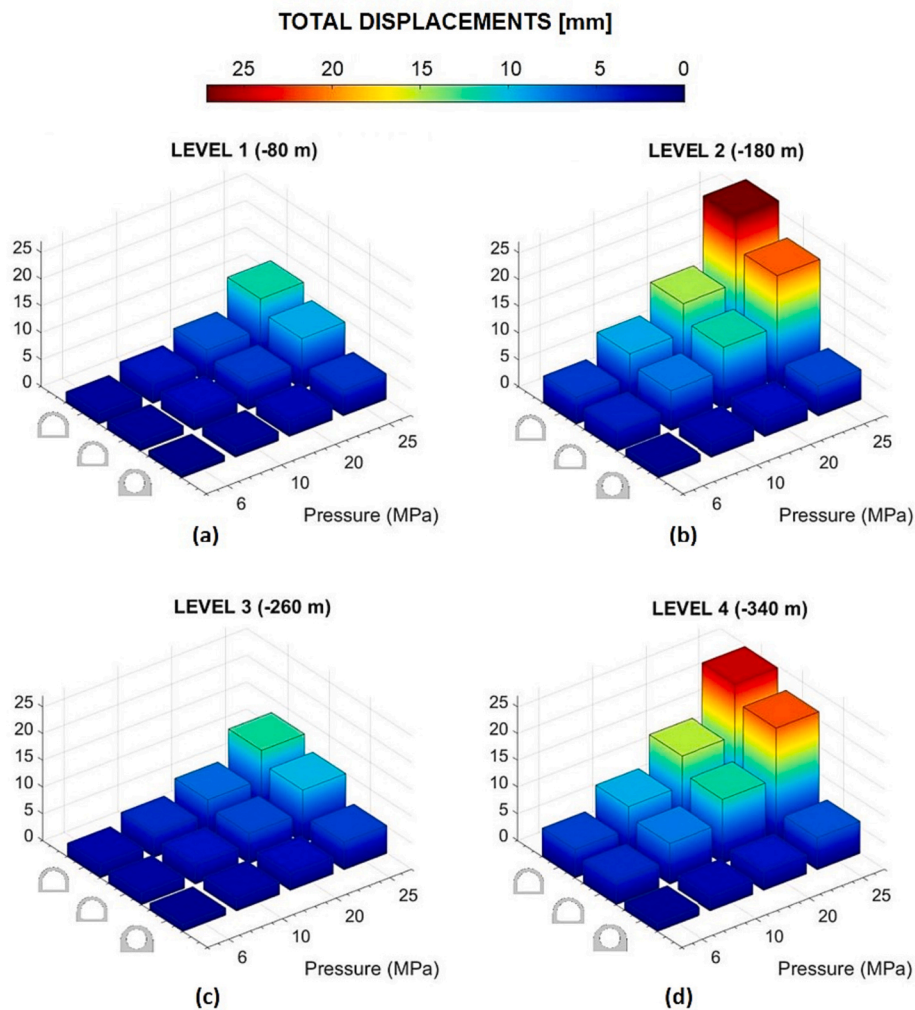 TOTAL DISPLACEMENTS [mm]
25 20 15 10 5 0
LEVEL 1 (-80 m)
25
20
15
10
5
0
6 10 20 25
Pressure (MPa)
(a)
LEVEL 2 (-180 m)
25
20
15
10
5
0
6 10 20 25
Pressure (MPa)
(b)
LEVEL 3 (-260 m)
25
20
15
10
5
0
6 10 20 25
Pressure (MPa)
(c)
LEVEL 4 (-340 m)
25
20
15
10
5
0
6 10 20 25
Pressure (MPa)
(d)